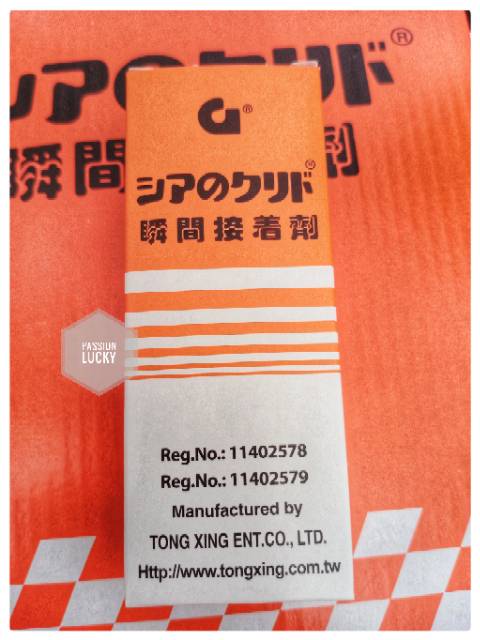 シアのクリド®
瞬間 剤
G®
シアのクリド®
瞬間接着剤
PASSION
LUCKY
Reg.No.: 11402578
Reg.No.: 11402579
Manufactured by
TONG XING ENT.CO., LTD.
Http://www.tongxing.com.tw